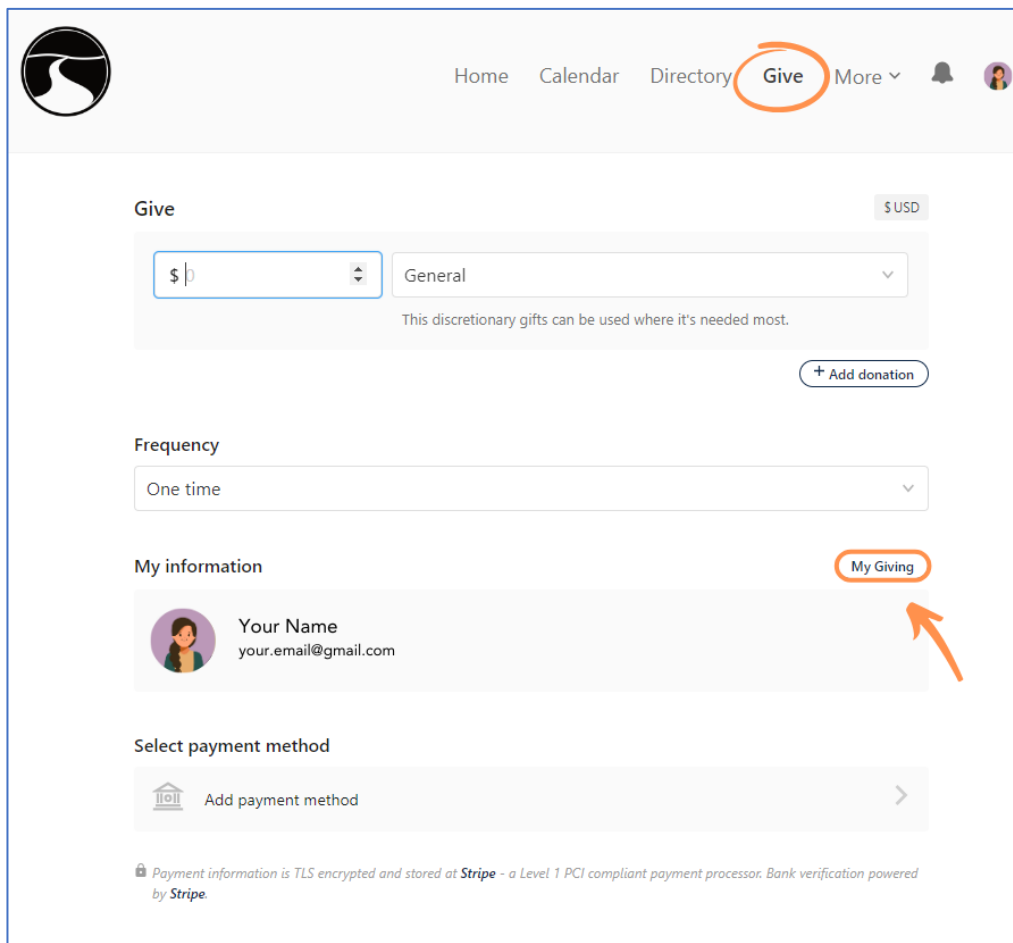 Home Calendar Directory Give More
Give
$ USD
$ 0
General
This discretionary gifts can be used where it's needed most.
+ Add donation
Frequency
One time
My information
My Giving
Your Name
your.email@gmail.com
Select payment method
Add payment method
Payment information is TLS encrypted and stored at Stripe - a Level 1 PCI compliant payment processor. Bank verification powered
by Stripe.